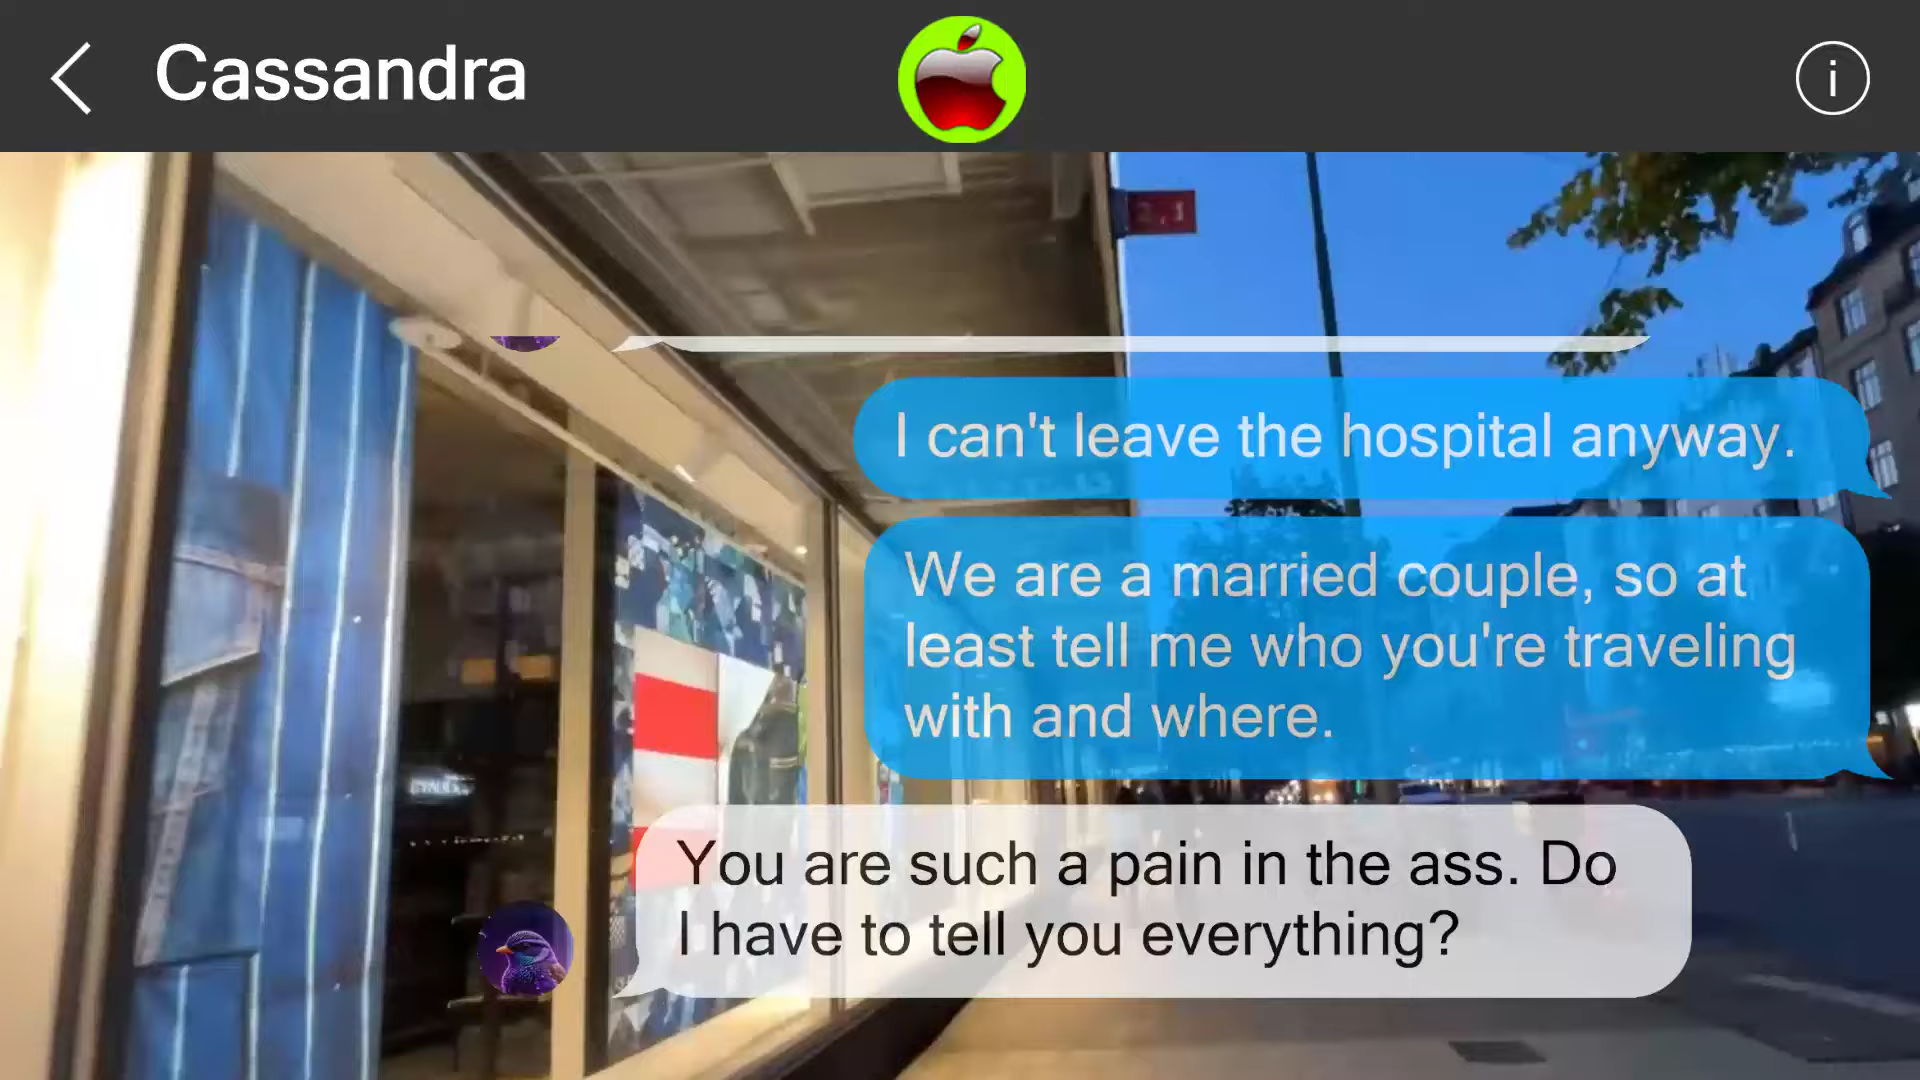 Cassandra
I can't leave the hospital anyway.
We are a married couple, so at
least tell me who you're traveling
with and where.
You are such a pain in the ass. Do
I have to tell you everything?